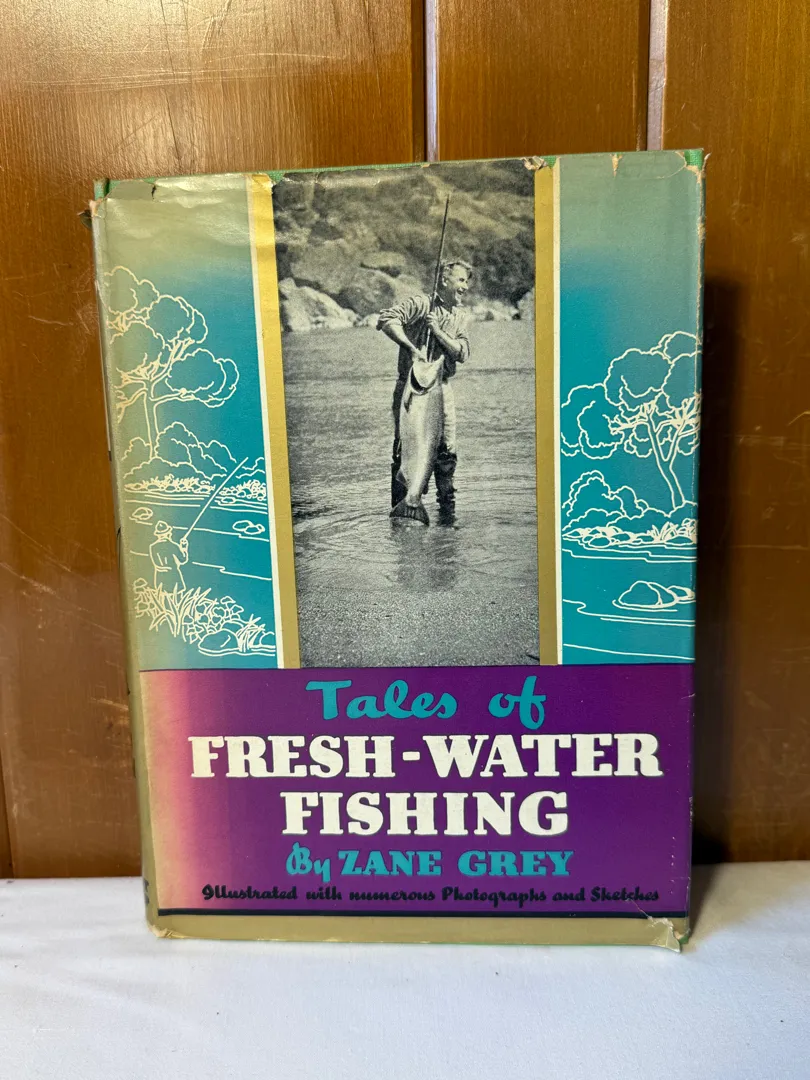 Tales of
FRESH-WATER
FISHING
By ZANE GREY
Illustrated with numerous Photographs and Sketches